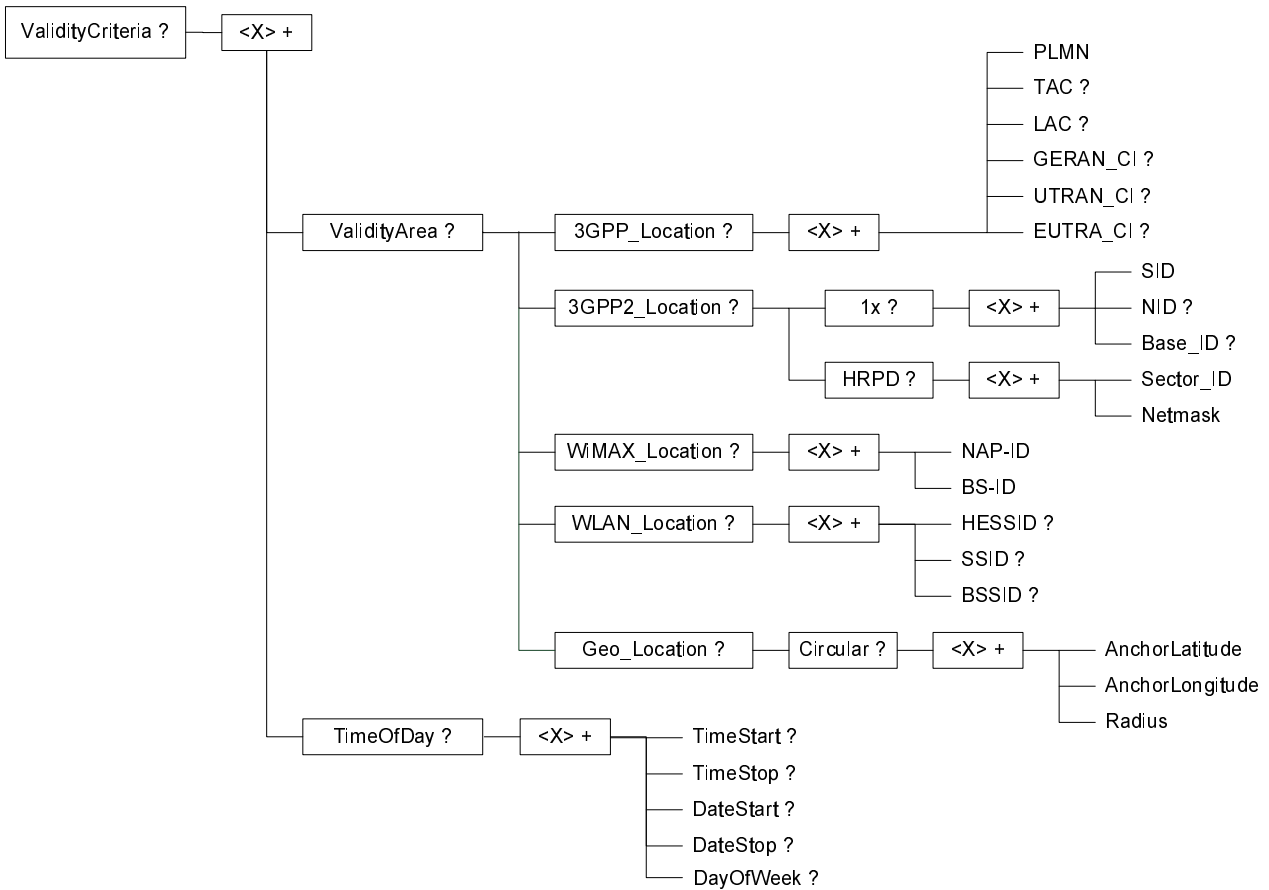 ValidityCriteria ?
<X> +
PLMN
TAC ?
LAC ?
GERAN_CI ?
UTRAN_CI ?
ValidityArea ?
3GPP_Location ?
<X> +
EUTRA_CI ?
SID
3GPP2_Location ?
1x ?
<X> +
NID ?
Base_ID ?
HRPD ?
<X> +
Sector_ID
Netmask
WiMAX_Location ?
<X> +
NAP-ID
BS-ID
WLAN_Location ?
<X> +
HESSID ?
SSID ?
BSSID ?
Geo_Location ?
Circular ?
<X> +
AnchorLatitude
AnchorLongitude
Radius
TimeOfDay ?
<X> +
TimeStart ?
TimeStop ?
DateStart ?
DateStop ?
DayOfWeek ?